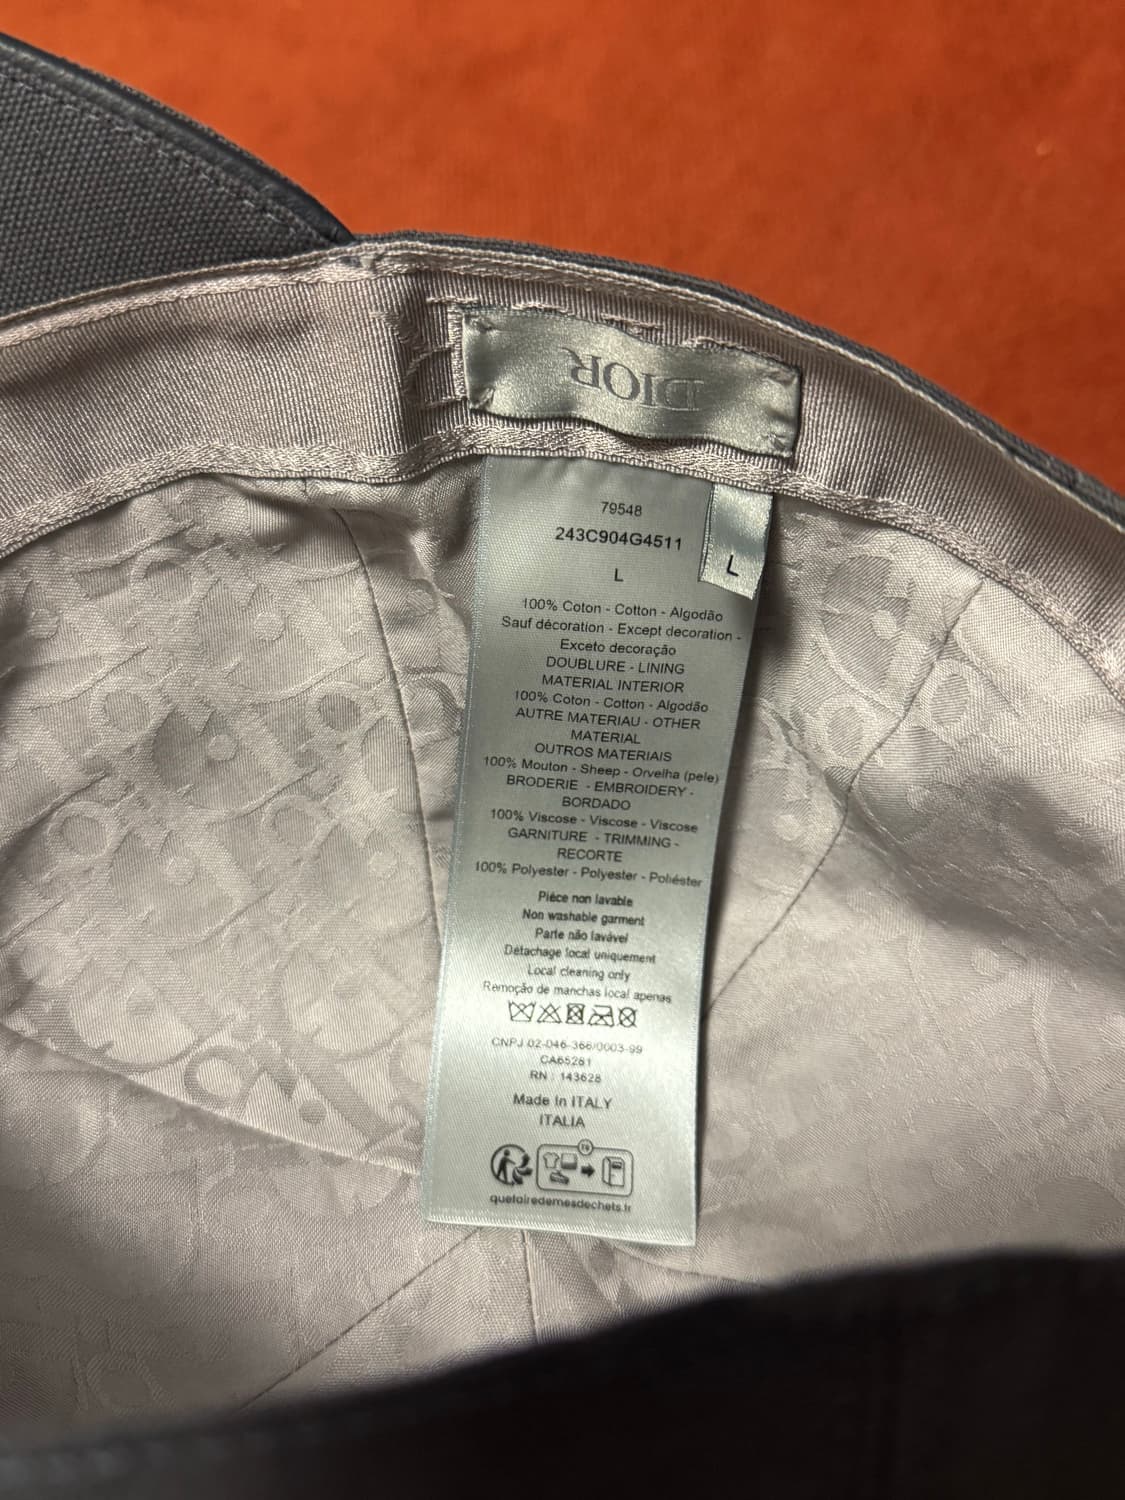 DIOR
79548
243C904G4511
L
L
100% Coton - Cotton - Algodão
Sauf décoration - Except decoration -
Exceto decoração
DOUBLURE - LINING
MATERIAL INTERIOR
100% Coton - Cotton - Algodão
AUTRE MATERIAU - OTHER
MATERIAL
OUTROS MATERIAIS
100% Mouton - Sheep - Orvelha (pele)
BRODERIE - EMBROIDERY -
BORDADO
100% Viscose - Viscose - Viscose
GARNITURE - TRIMMING -
RECORTE
100% Polyester - Polyester - Poliéster
Pièce non lavable
Non washable garment
Parte não lavável
Détachage local uniquement
Local cleaning only
Remoção de manchas local apenas
CNPJ 02-046-366/0003-99
CA65281
RN : 143628
Made In ITALY
ITALIA
FR
quefairedemesdechets.fr